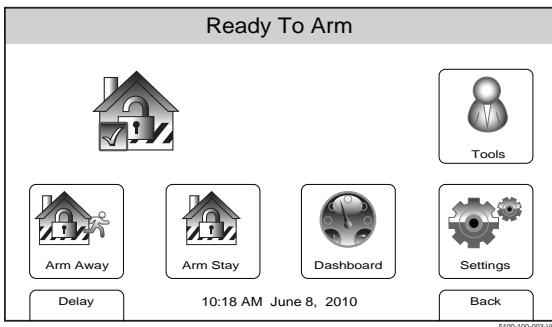 Ready To Arm
Tools
Arm Away
Arm Stay
Dashboard
Settings
Delay
10:18 AM June 8, 2010
Back